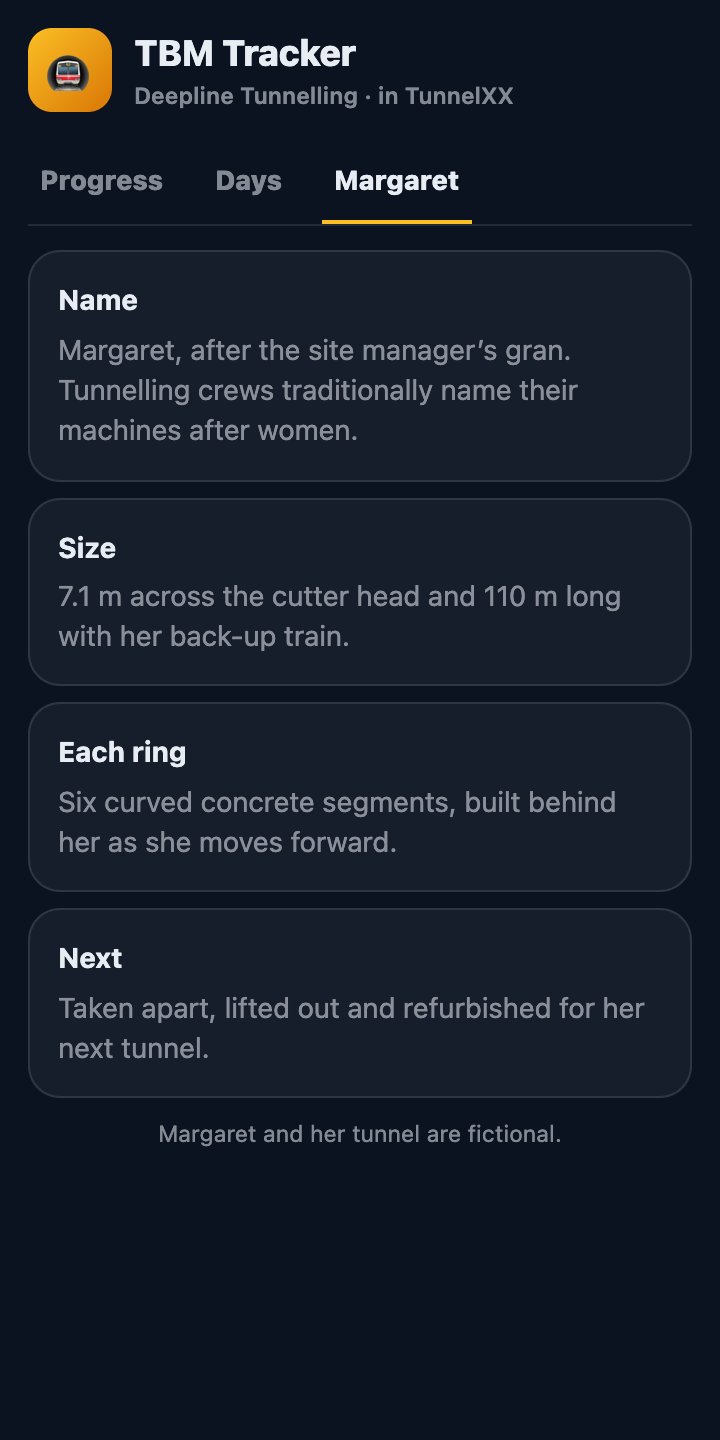 TBM Tracker
Deepline Tunnelling · in TunnelXX
Progress Days Margaret
Name
Margaret, after the site manager’s gran.
Tunnelling crews traditionally name their
machines after women.
Size
7.1 m across the cutter head and 110 m long
with her back-up train.
Each ring
Six curved concrete segments, built behind
her as she moves forward.
Next
Taken apart, lifted out and refurbished for her
next tunnel.
Margaret and her tunnel are fictional.